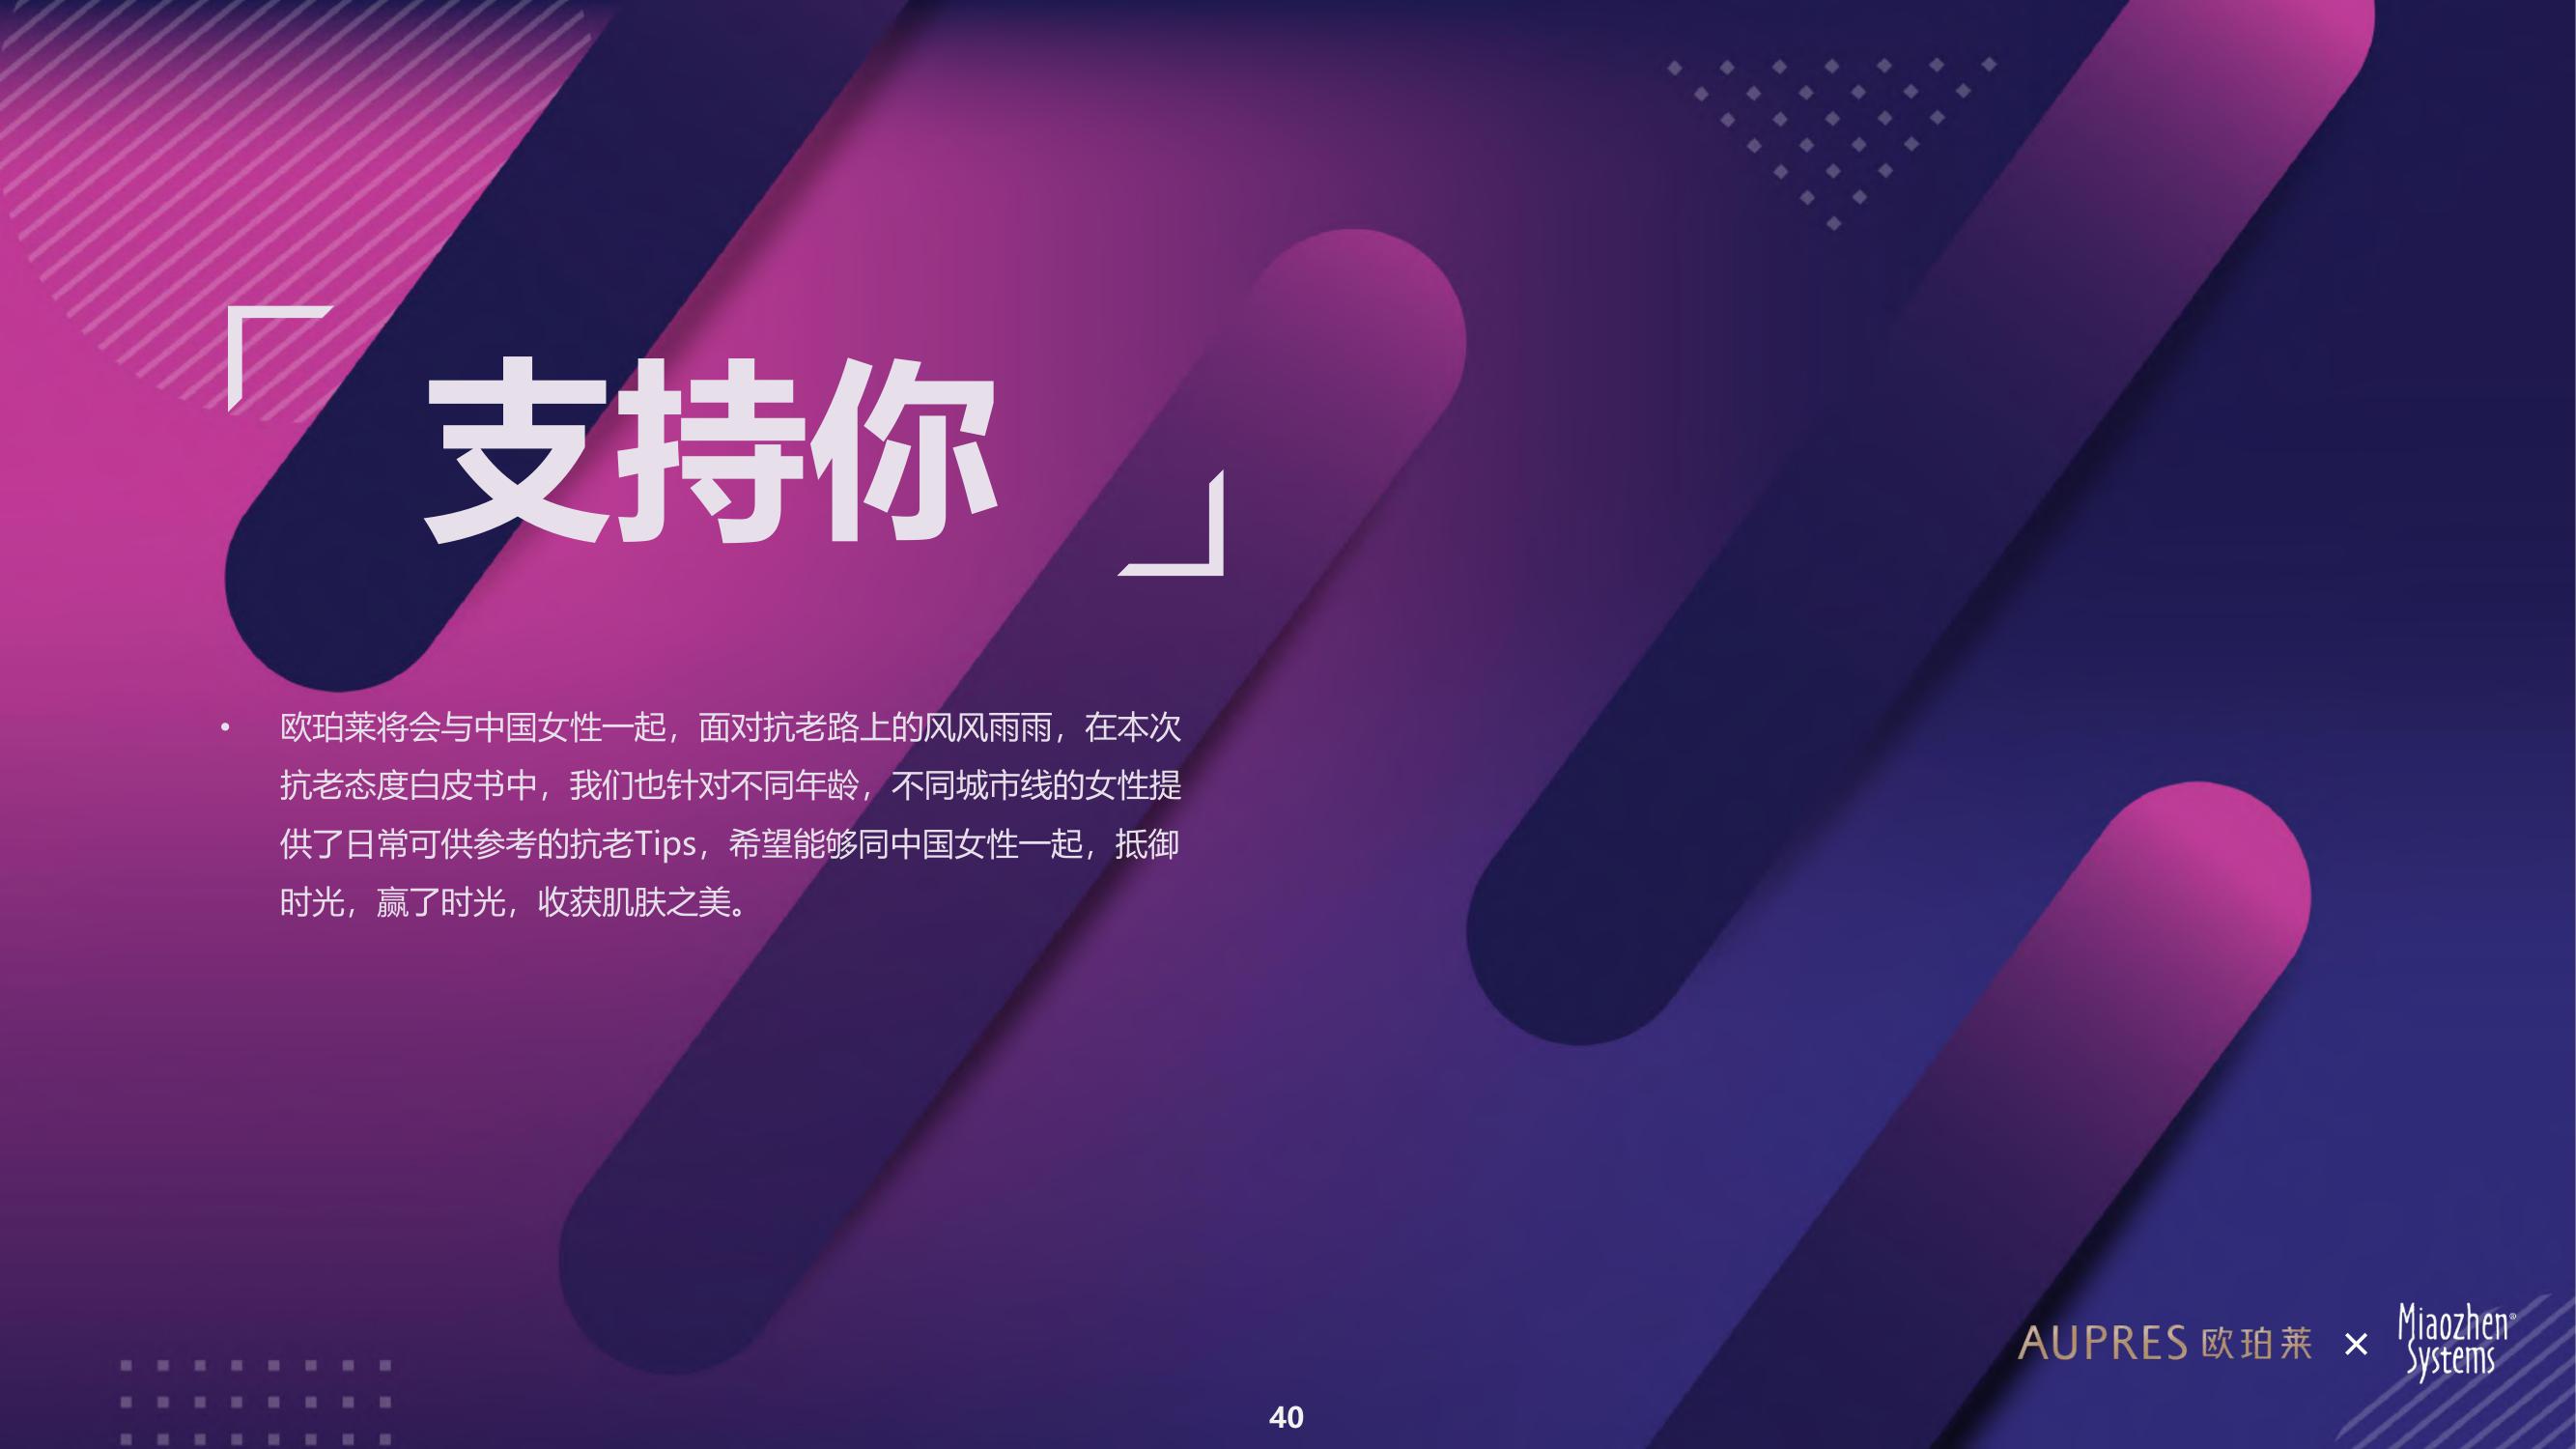 支持你
• 欧珀莱将会与中国女性一起，面对抗老路上的风风雨雨，在本次
抗老态度白皮书中，我们也针对不同年龄，不同城市线的女性提
供了日常可供参考的抗老Tips，希望能够同中国女性一起，抵御
时光，赢了时光，收获肌肤之美。
AUPRES 欧珀莱 × Miaozhen Systems®
40